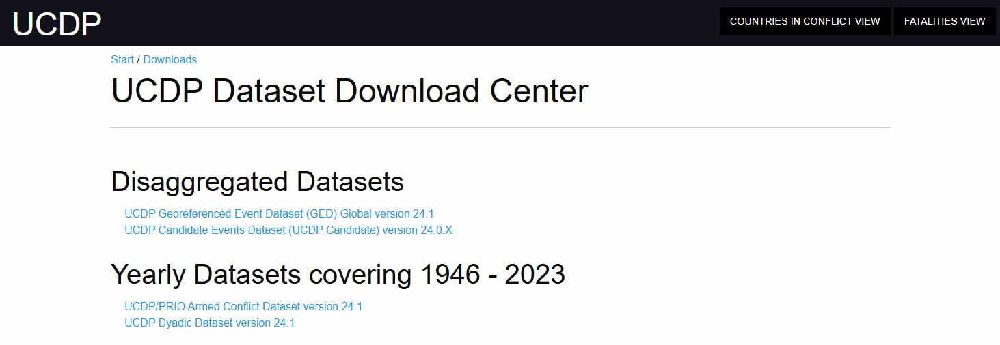 UCDP
COUNTRIES IN CONFLICT VIEW
FATALITIES VIEW
Start / Downloads
UCDP Dataset Download Center
Disaggregated Datasets
UCDP Georeferenced Event Dataset (GED) Global version 24.1
UCDP Candidate Events Dataset (UCDP Candidate) version 24.0.X
Yearly Datasets covering 1946 - 2023
UCDP/PRIO Armed Conflict Dataset version 24.1
UCDP Dyadic Dataset version 24.1